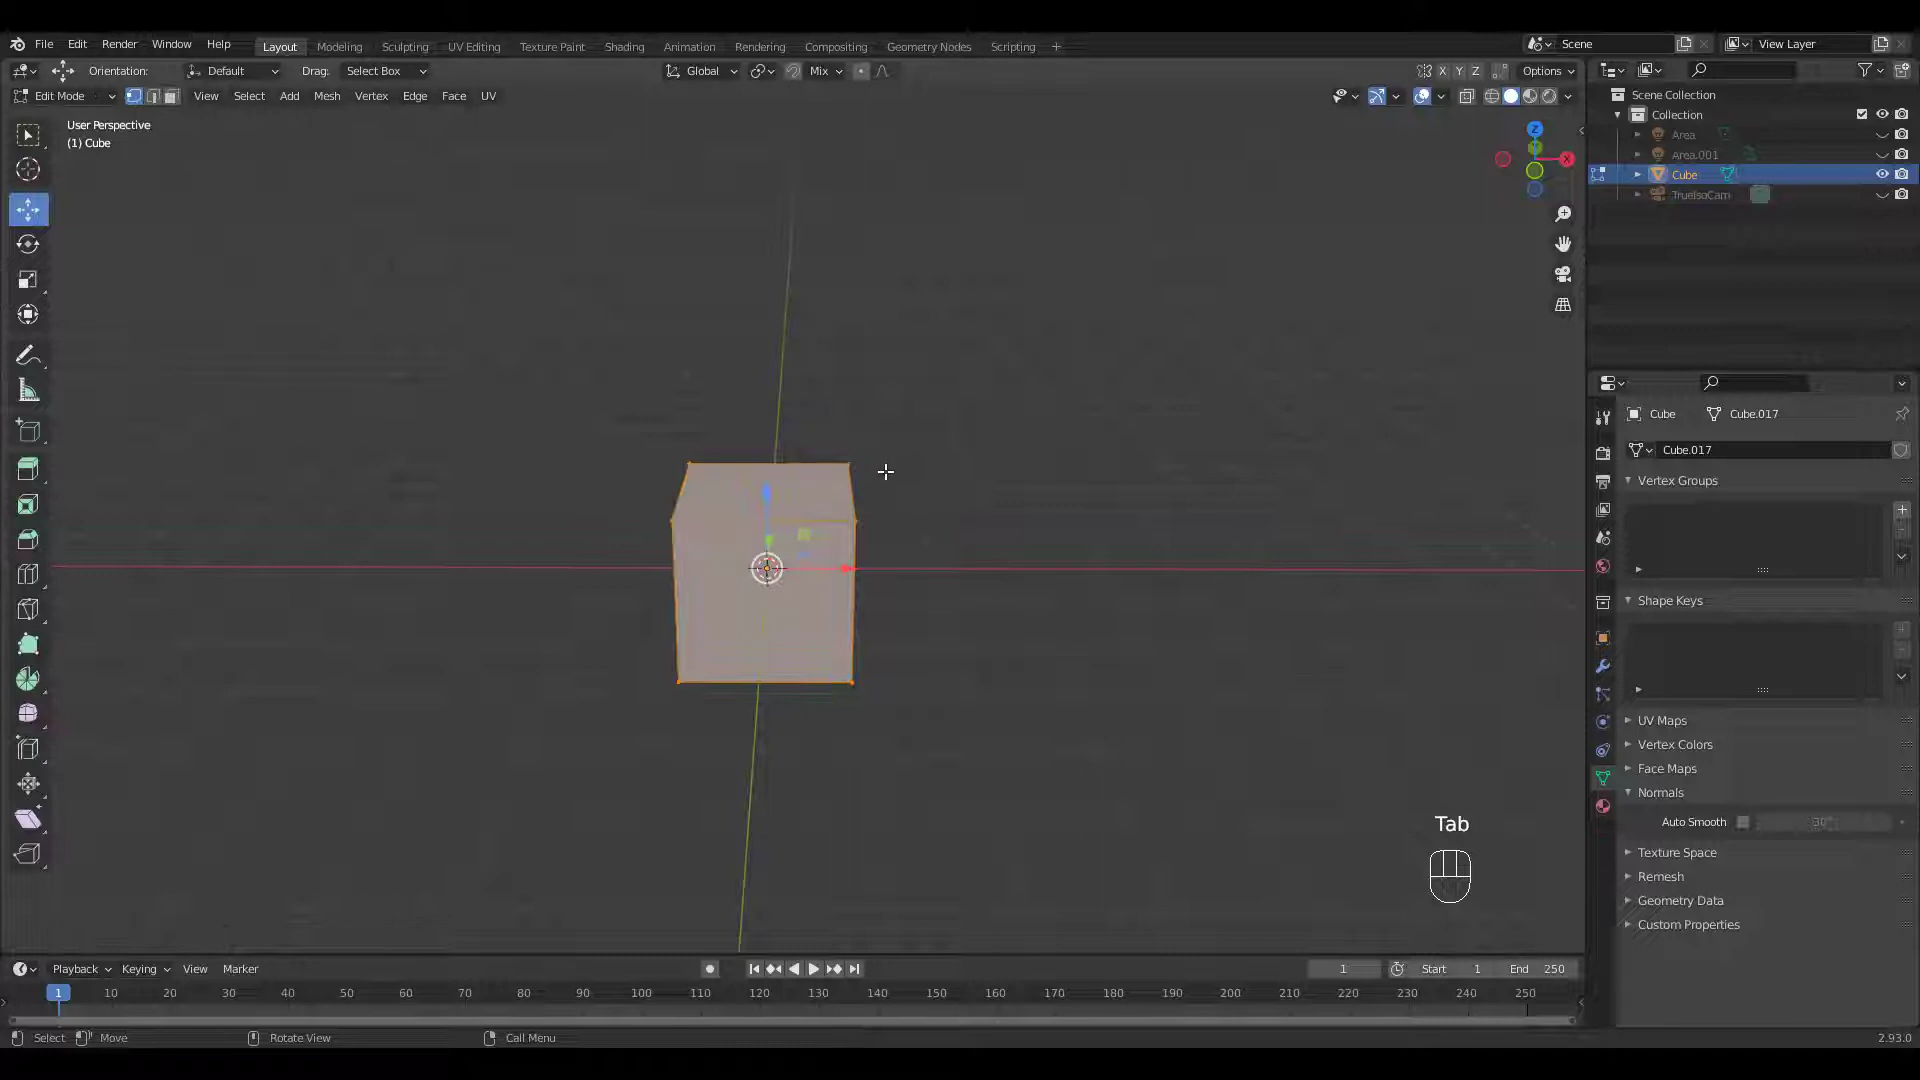 File Edit Render Window Help Layout Modeling Sculpting UV Editing Texture Paint Shading Animation Rendering Compositing Geometry Nodes Scripting + Scene View Layer
Orientation: Default Drag: Select Box Global Mix X Y Z Options
Edit Mode View Select Add Mesh Vertex Edge Face UV
User Perspective
(1) Cube
Z
X
Scene Collection
Collection
Area
Area.001
Cube
TrueIsoCam
Cube Cube.017
Cube.017
Vertex Groups
Shape Keys
UV Maps
Vertex Colors
Face Maps
Normals
Auto Smooth 30°
Texture Space
Remesh
Geometry Data
Custom Properties
Tab
Playback Keying View Marker 1 Start 1 End 250
1 10 20 30 40 50 60 70 80 90 100 110 120 130 140 150 160 170 180 190 200 210 220 230 240 250
Select Move Rotate View Call Menu 2.93.0